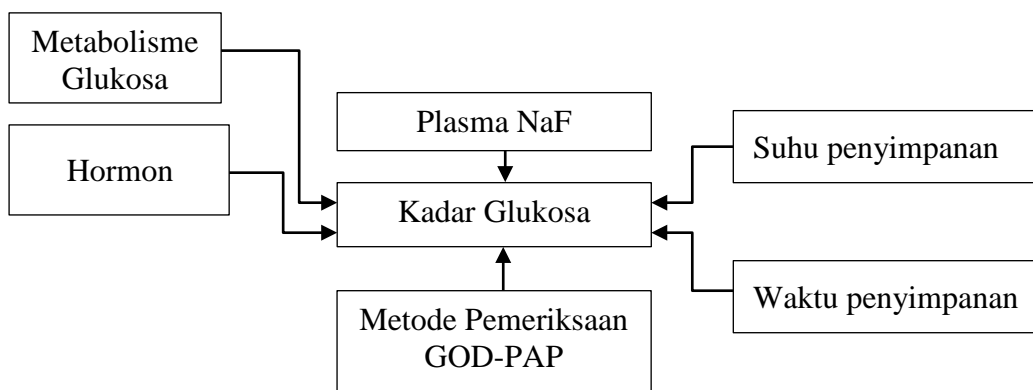 Metabolisme
Glukosa
Hormon
Plasma NaF
Kadar Glukosa
Metode Pemeriksaan
GOD-PAP
Suhu penyimpanan
Waktu penyimpanan